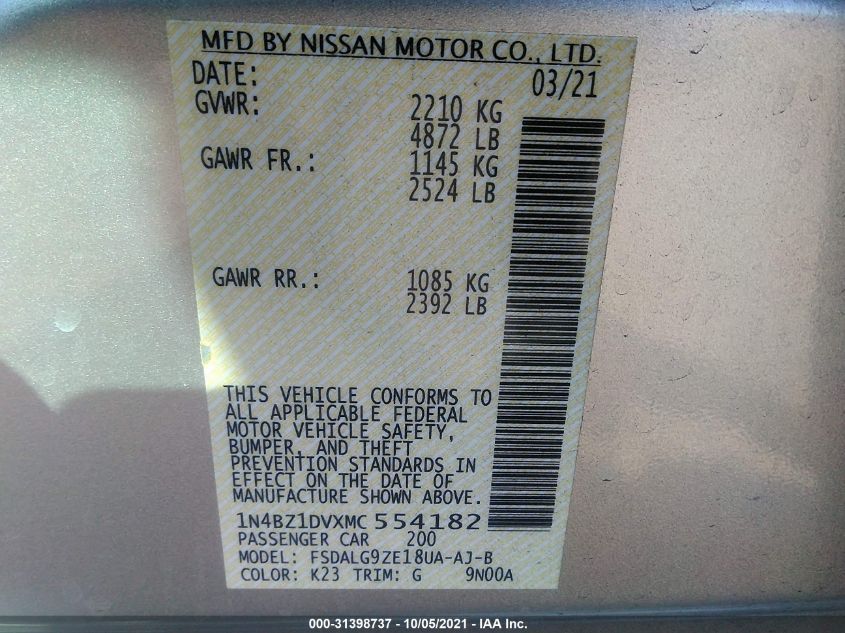 MFD BY NISSAN MOTOR CO., LTD.
DATE: 03/21
GVWR: 2210 KG
4872 LB
GAWR FR.: 1145 KG
2524 LB
GAWR RR.: 1085 KG
2392 LB
THIS VEHICLE CONFORMS TO
ALL APPLICABLE FEDERAL
MOTOR VEHICLE SAFETY,
BUMPER, AND THEFT
PREVENTION STANDARDS IN
EFFECT ON THE DATE OF
MANUFACTURE SHOWN ABOVE.
1N4BZ1DVXMC 554182
PASSENGER CAR 200
MODEL: FSDALG9ZE18UA-AJ-B
COLOR: K23 TRIM: G 9N00A
000-31398737 - 10/05/2021 - IAA Inc.